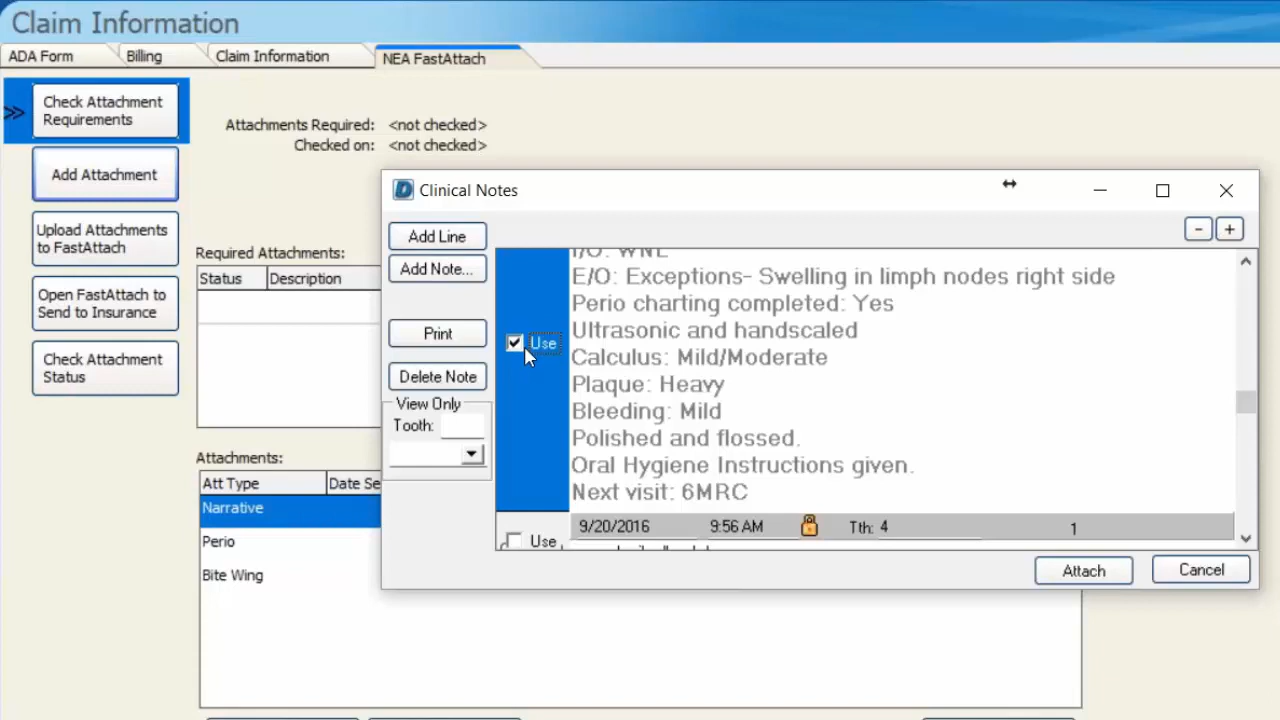 Claim Information
ADA Form
Billing
Claim Information
NEA FastAttach
Check Attachment
Requirements
Add Attachment
Upload Attachments
to FastAttach
Open FastAttach to
Send to Insurance
Check Attachment
Status
Attachments Required: <not checked>
Checked on: <not checked>
Required Attachments:
Status Description
Attachments:
Att Type Date Se
Narrative
Perio
Bite Wing
Clinical Notes
- +
Add Line
Add Note...
Print
Delete Note
View Only
Tooth:
Use
I/O: WNL
E/O: Exceptions- Swelling in limph nodes right side
Perio charting completed: Yes
Ultrasonic and handscaled
Calculus: Mild/Moderate
Plaque: Heavy
Bleeding: Mild
Polished and flossed.
Oral Hygiene Instructions given.
Next visit: 6MRC
9/20/2016 9:56 AM Tth: 4 1
Use
Attach
Cancel